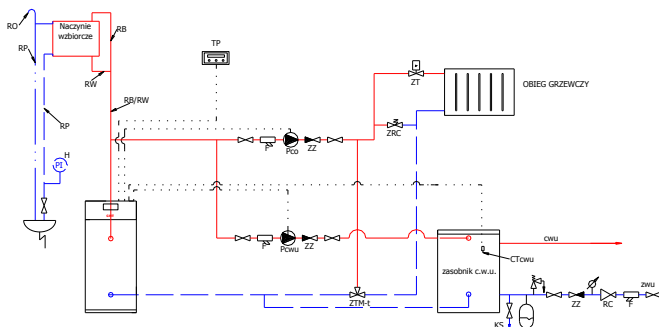 RO
Naczynie
wzbiorcze
RB
RP
RW
RB/RW
RP
H
PI
TP
ZT
OBIEG GRZEWCZY
ZRC
F
Pco
ZZ
F
Pcwu
ZZ
cwu
CTcwu
zasobnik c.w.u.
ZTM-t
zwu
ZZ
RC
F
KS